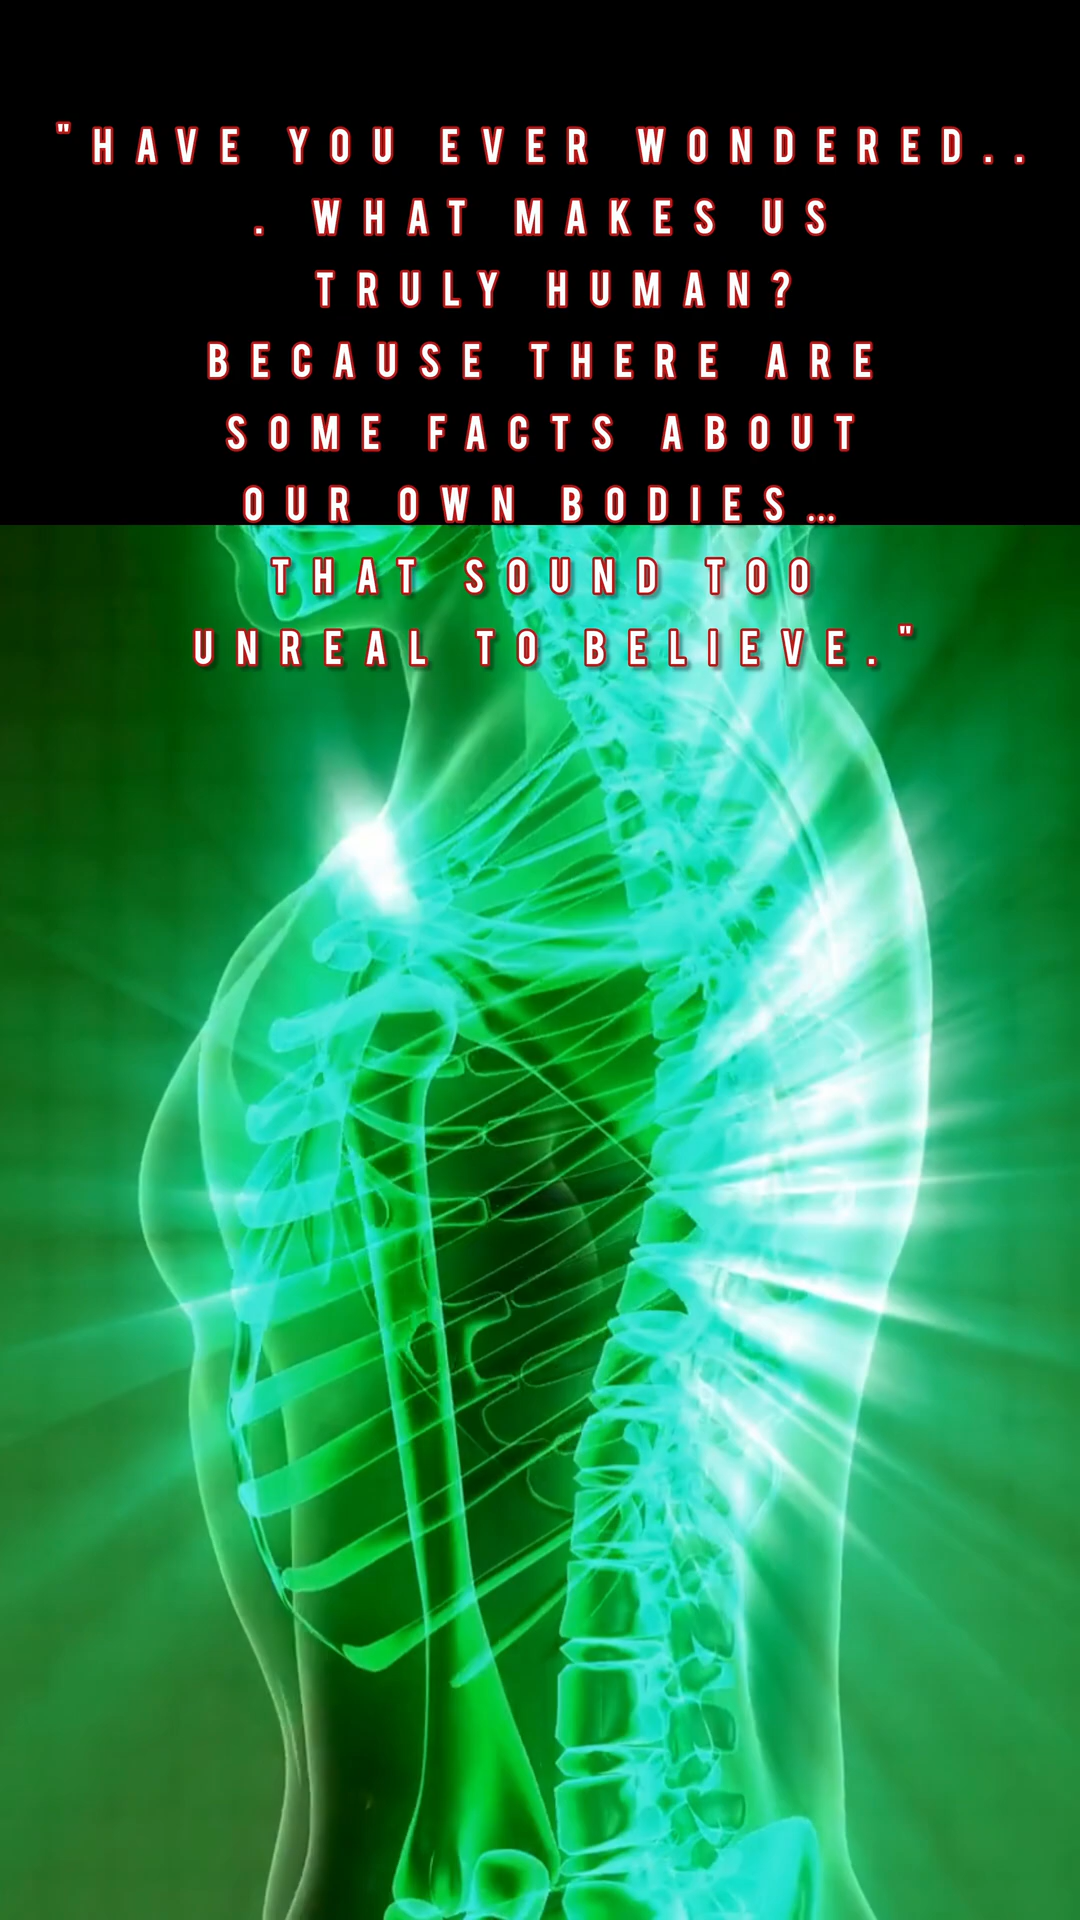 "HAVE YOU EVER WONDERED..
. WHAT MAKES US
TRULY HUMAN?
BECAUSE THERE ARE
SOME FACTS ABOUT
OUR OWN BODIES…
THAT SOUND TOO
UNREAL TO BELIEVE."